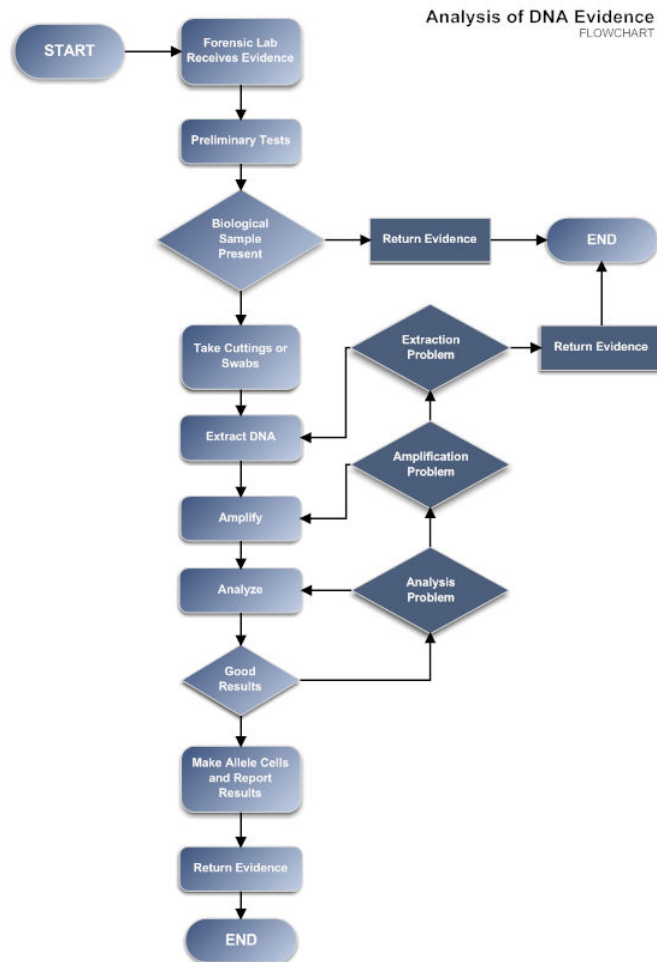 Analysis of DNA Evidence
FLOWCHART
START
Forensic Lab
Receives Evidence
Preliminary Tests
Biological
Sample
Present
Return Evidence
END
Take Cuttings or
Swabs
Extraction
Problem
Return Evidence
Extract DNA
Amplification
Problem
Amplify
Analyze
Analysis
Problem
Good
Results
Make Allele Cells
and Report
Results
Return Evidence
END